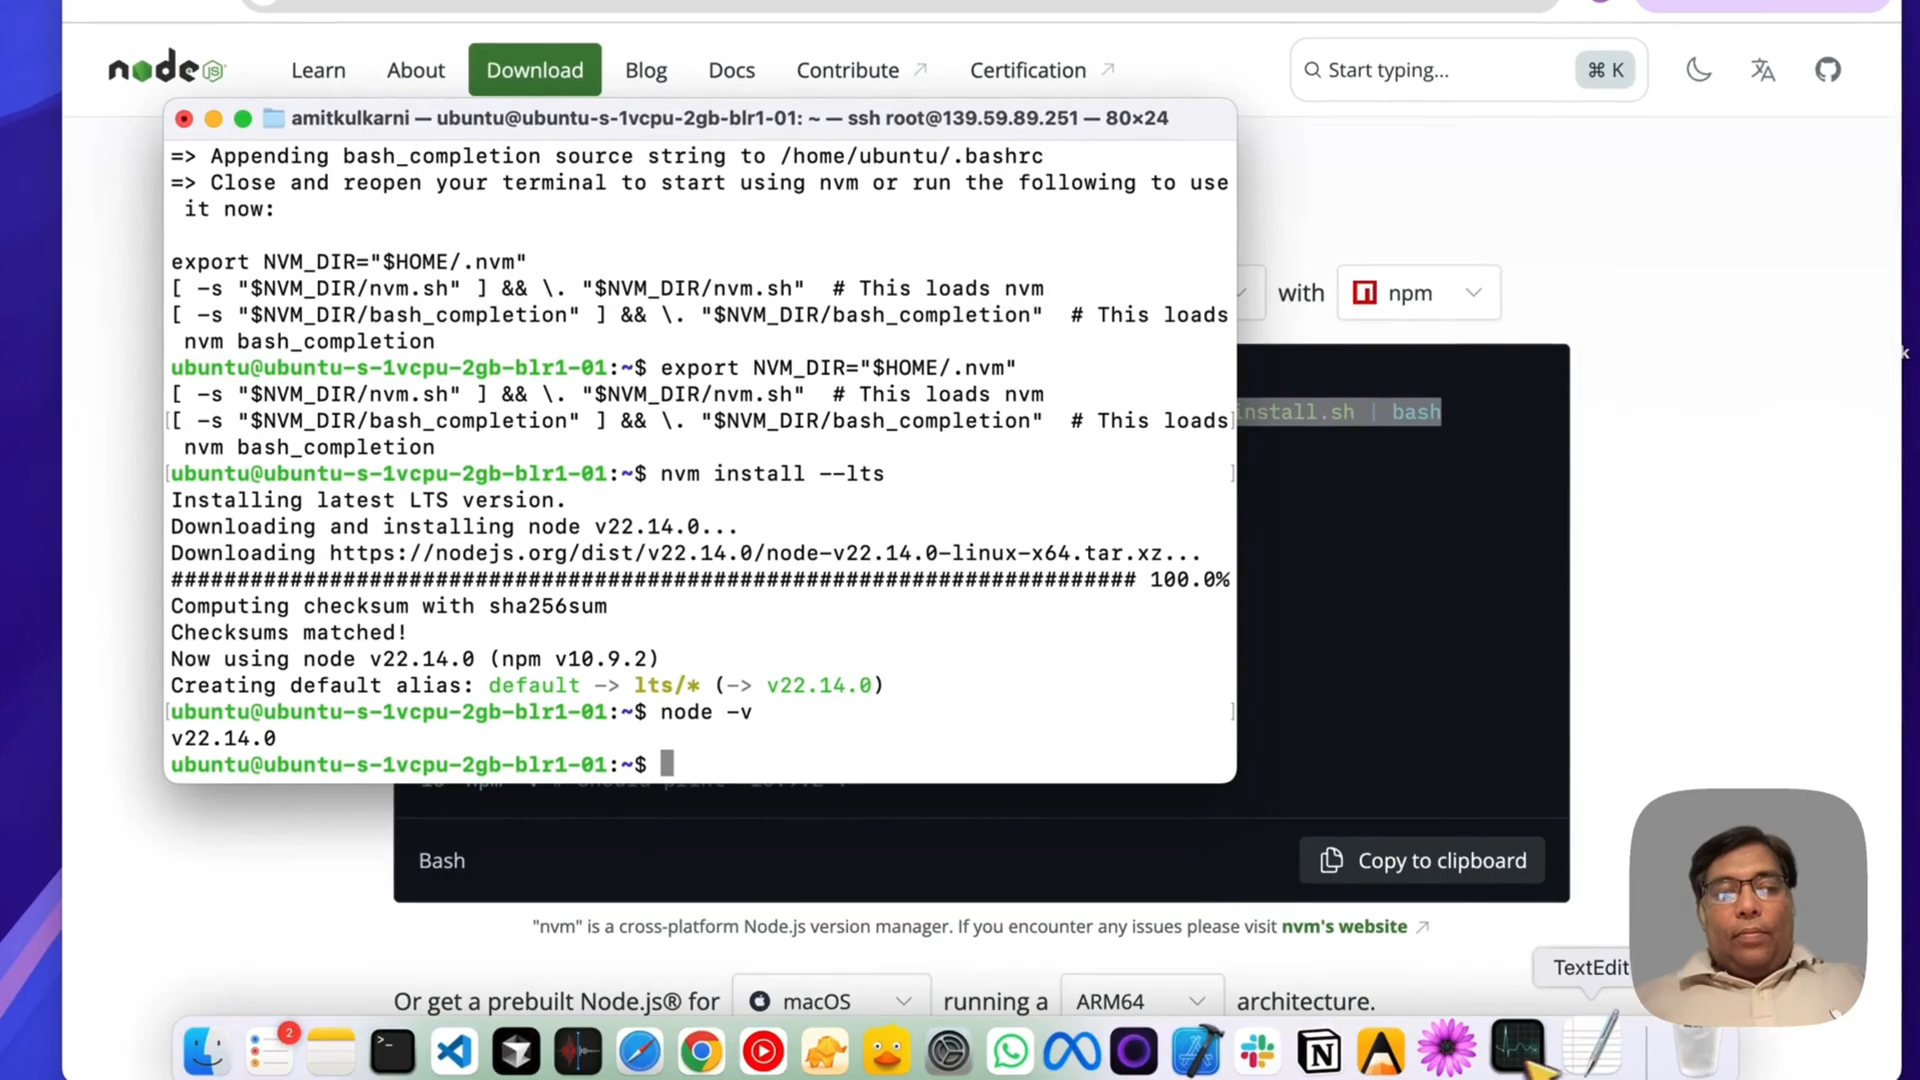 node JS
Learn About Download Blog Docs Contribute Certification Start typing... ⌘ K
amitkulkarni — ubuntu@ubuntu-s-1vcpu-2gb-blr1-01: ~ — ssh root@139.59.89.251 — 80×24
=> Appending bash_completion source string to /home/ubuntu/.bashrc
=> Close and reopen your terminal to start using nvm or run the following to use
it now:
export NVM_DIR="$HOME/.nvm"
[ -s "$NVM_DIR/nvm.sh" ] && \. "$NVM_DIR/nvm.sh"  # This loads nvm
[ -s "$NVM_DIR/bash_completion" ] && \. "$NVM_DIR/bash_completion"  # This loads
nvm bash_completion
ubuntu@ubuntu-s-1vcpu-2gb-blr1-01:~$ export NVM_DIR="$HOME/.nvm"
[ -s "$NVM_DIR/nvm.sh" ] && \. "$NVM_DIR/nvm.sh"  # This loads nvm
[[ -s "$NVM_DIR/bash_completion" ] && \. "$NVM_DIR/bash_completion"  # This loads]
nvm bash_completion
[ubuntu@ubuntu-s-1vcpu-2gb-blr1-01:~$ nvm install --lts ]
Installing latest LTS version.
Downloading and installing node v22.14.0...
Downloading https://nodejs.org/dist/v22.14.0/node-v22.14.0-linux-x64.tar.xz...
######################################################################### 100.0%
Computing checksum with sha256sum
Checksums matched!
Now using node v22.14.0 (npm v10.9.2)
Creating default alias: default -> lts/* (-> v22.14.0)
[ubuntu@ubuntu-s-1vcpu-2gb-blr1-01:~$ node -v ]
v22.14.0
ubuntu@ubuntu-s-1vcpu-2gb-blr1-01:~$
with npm
install.sh | bash
Bash
Copy to clipboard
"nvm" is a cross-platform Node.js version manager. If you encounter any issues please visit nvm's website
TextEdit
Or get a prebuilt Node.js® for macOS running a ARM64 architecture.
2